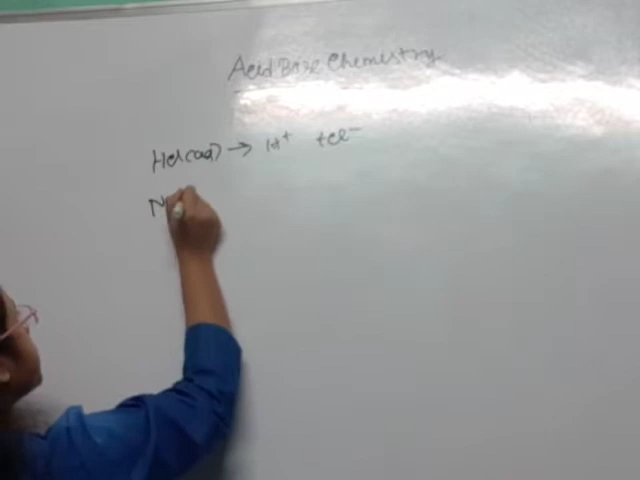 Acid Base Chemistry
HCl(aq) → H⁺ + Cl⁻
N